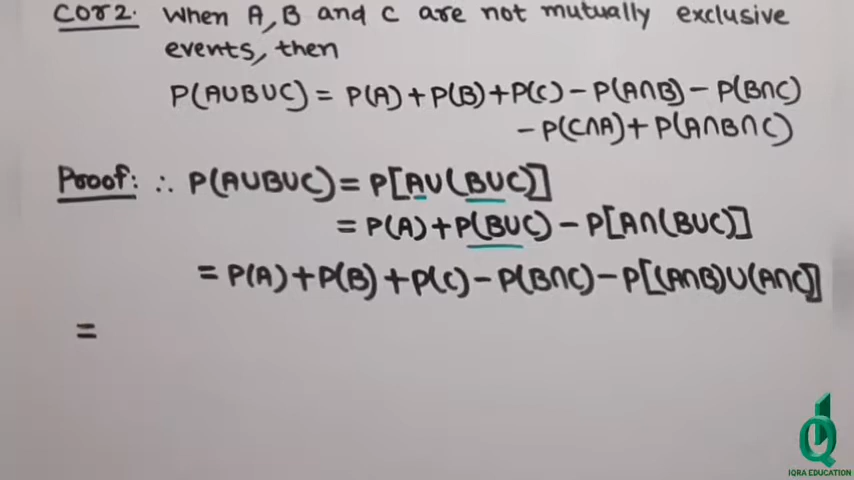 Cor2. When A, B and C are not mutually exclusive
events, then
P(AUBUC) = P(A) + P(B) + P(C) - P(A∩B) - P(B∩C)
- P(C∩A) + P(A∩B∩C)
Proof: ∴ P(AUBUC) = P[AU(BUC)]
= P(A) + P(BUC) - P[A∩(BUC)]
= P(A) + P(B) + P(C) - P(B∩C) - P[(A∩B)U(A∩C)]
=
IQRA EDUCATION